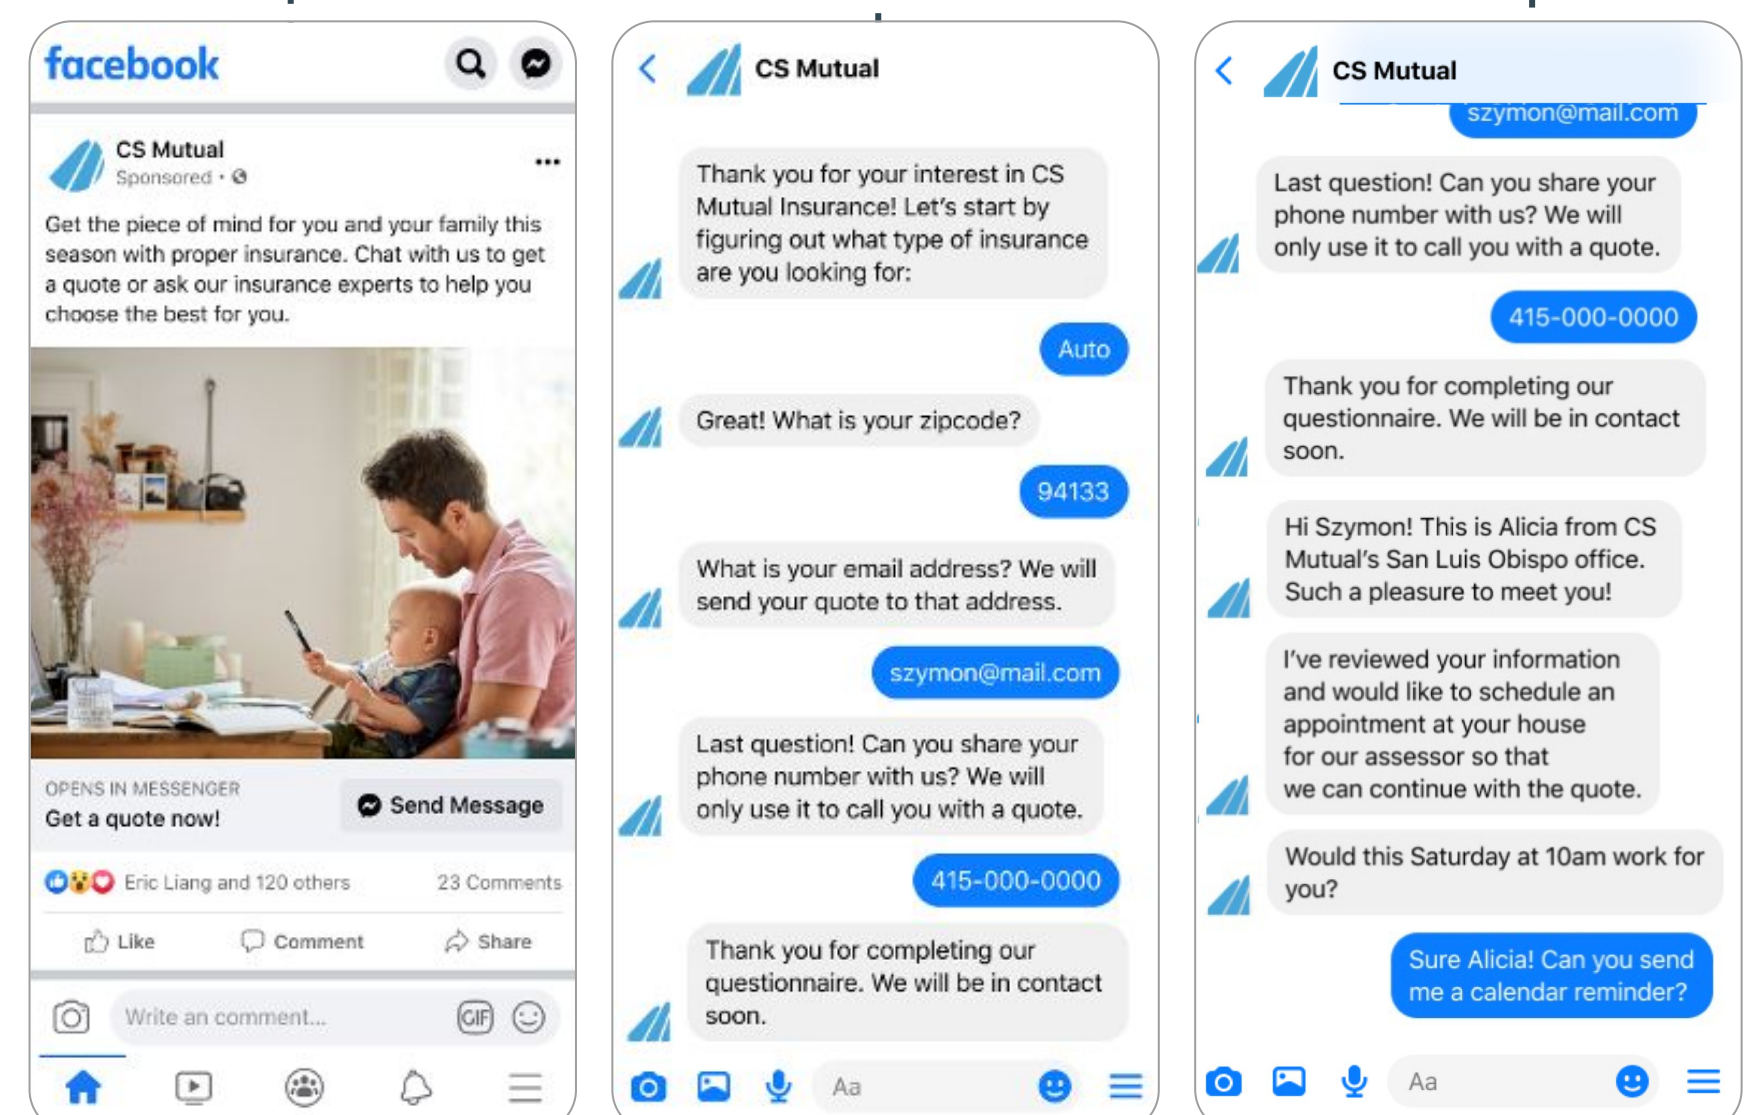 facebook
CS Mutual
Sponsored ·
Get the piece of mind for you and your family this
season with proper insurance. Chat with us to get
a quote or ask our insurance experts to help you
choose the best for you.
OPENS IN MESSENGER
Get a quote now!
Send Message
Eric Liang and 120 others
23 Comments
Like
Comment
Share
Write an comment...
GIF
CS Mutual
Thank you for your interest in CS
Mutual Insurance! Let's start by
figuring out what type of insurance
are you looking for:
Auto
Great! What is your zipcode?
94133
What is your email address? We will
send your quote to that address.
szymon@mail.com
Last question! Can you share your
phone number with us? We will
only use it to call you with a quote.
415-000-0000
Thank you for completing our
questionnaire. We will be in contact
soon.
Aa
CS Mutual
szymon@mail.com
Last question! Can you share your
phone number with us? We will
only use it to call you with a quote.
415-000-0000
Thank you for completing our
questionnaire. We will be in contact
soon.
Hi Szymon! This is Alicia from CS
Mutual's San Luis Obispo office.
Such a pleasure to meet you!
I've reviewed your information
and would like to schedule an
appointment at your house
for our assessor so that
we can continue with the quote.
Would this Saturday at 10am work for
you?
Sure Alicia! Can you send
me a calendar reminder?
Aa